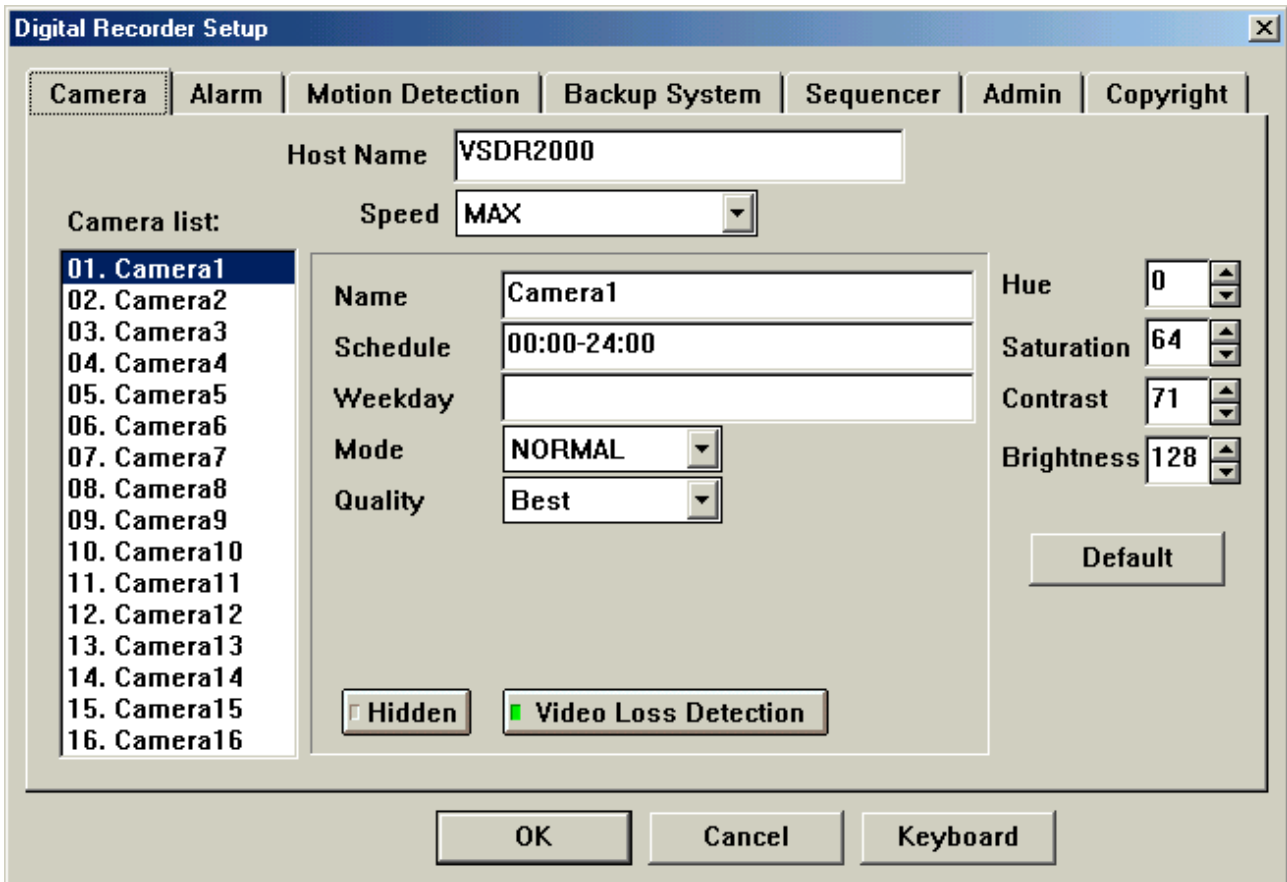 Digital Recorder Setup
Camera Alarm Motion Detection Backup System Sequencer Admin Copyright
Host Name VSDR2000
Speed MAX
Camera list:
01. Camera1
02. Camera2
03. Camera3
04. Camera4
05. Camera5
06. Camera6
07. Camera7
08. Camera8
09. Camera9
10. Camera10
11. Camera11
12. Camera12
13. Camera13
14. Camera14
15. Camera15
16. Camera16
Name Camera1
Schedule 00:00-24:00
Weekday
Mode NORMAL
Quality Best
Hidden Video Loss Detection
Hue 0
Saturation 64
Contrast 71
Brightness 128
Default
OK Cancel Keyboard